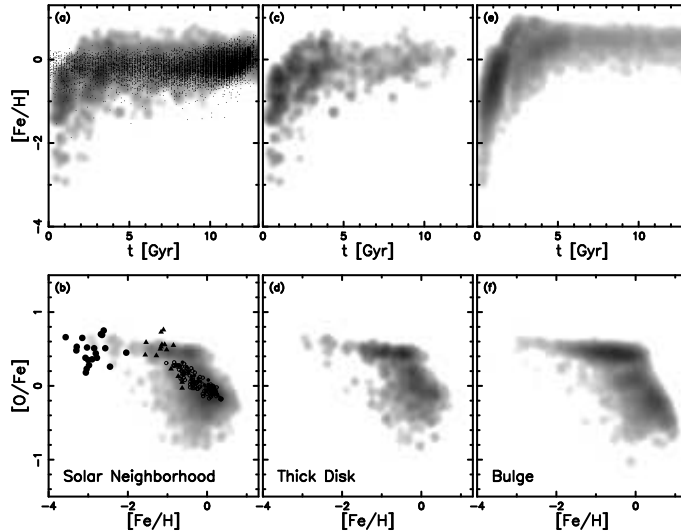 (a)
(c)
(e)
0
−2
−4
[Fe/H]
0 5 10
0 5 10
0 5 10
t [Gyr]
t [Gyr]
t [Gyr]
(b)
(d)
(f)
1
0
−1
[O/Fe]
Solar Neighborhood
Thick Disk
Bulge
−4 −2 0
−4 −2 0
−4 −2 0
[Fe/H]
[Fe/H]
[Fe/H]